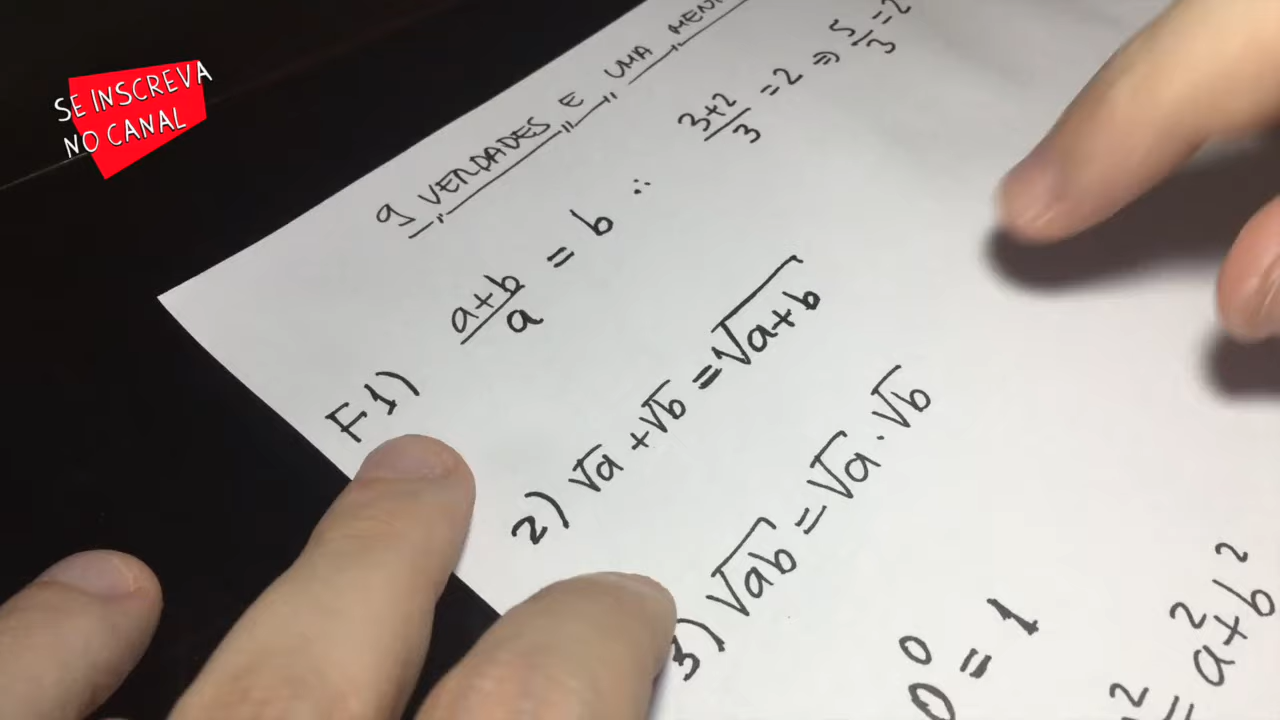 SE INSCREVA
NO CANAL
9 VERDADES E UMA
F 1) (a+b)/a = b ∴ (3+2)/3 = 2 ⇒ 5/3 = 2
2) √a + √b = √(a+b)
3) √(ab) = √a · √b
0⁰ = 1
² = a² + b²